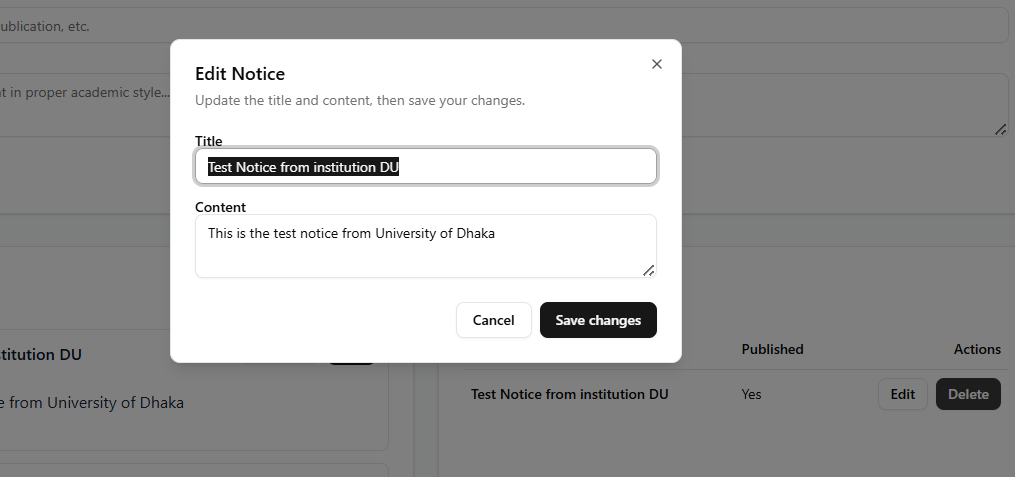 ublication, etc.
Edit Notice
Update the title and content, then save your changes.
t in proper academic style...
Title
Test Notice from institution DU
Content
This is the test notice from University of Dhaka
Cancel
Save changes
titution DU
Published
Actions
e from University of Dhaka
Test Notice from institution DU
Yes
Edit
Delete